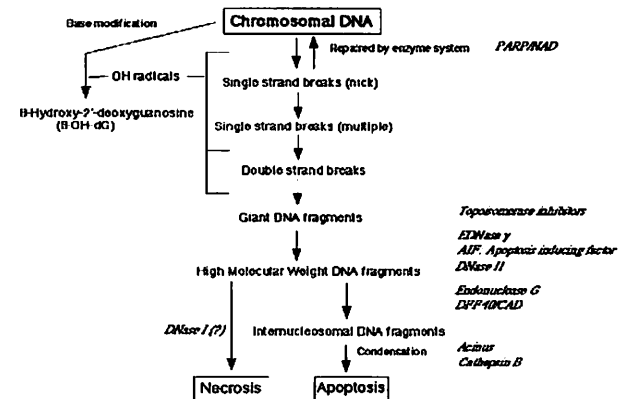 Base modification
Chromosomal DNA
Repaired by enzyme system
PARP/NAD
OH radicals
Single strand breaks (nick)
8-Hydroxy-2'-deoxyguanosine
(8-OH-dG)
Single strand breaks (multiple)
Double strand breaks
Giant DNA fragments
Topoisomerase inhibitors
AIF, Apoptosis inducing factor
High Molecular Weight DNA fragments
DNase II
Endonuclease G
DFF40/CAD
DNase I (?)
Internucleosomal DNA fragments
Condensation
Acinus
Cathepsin B
Necrosis
Apoptosis